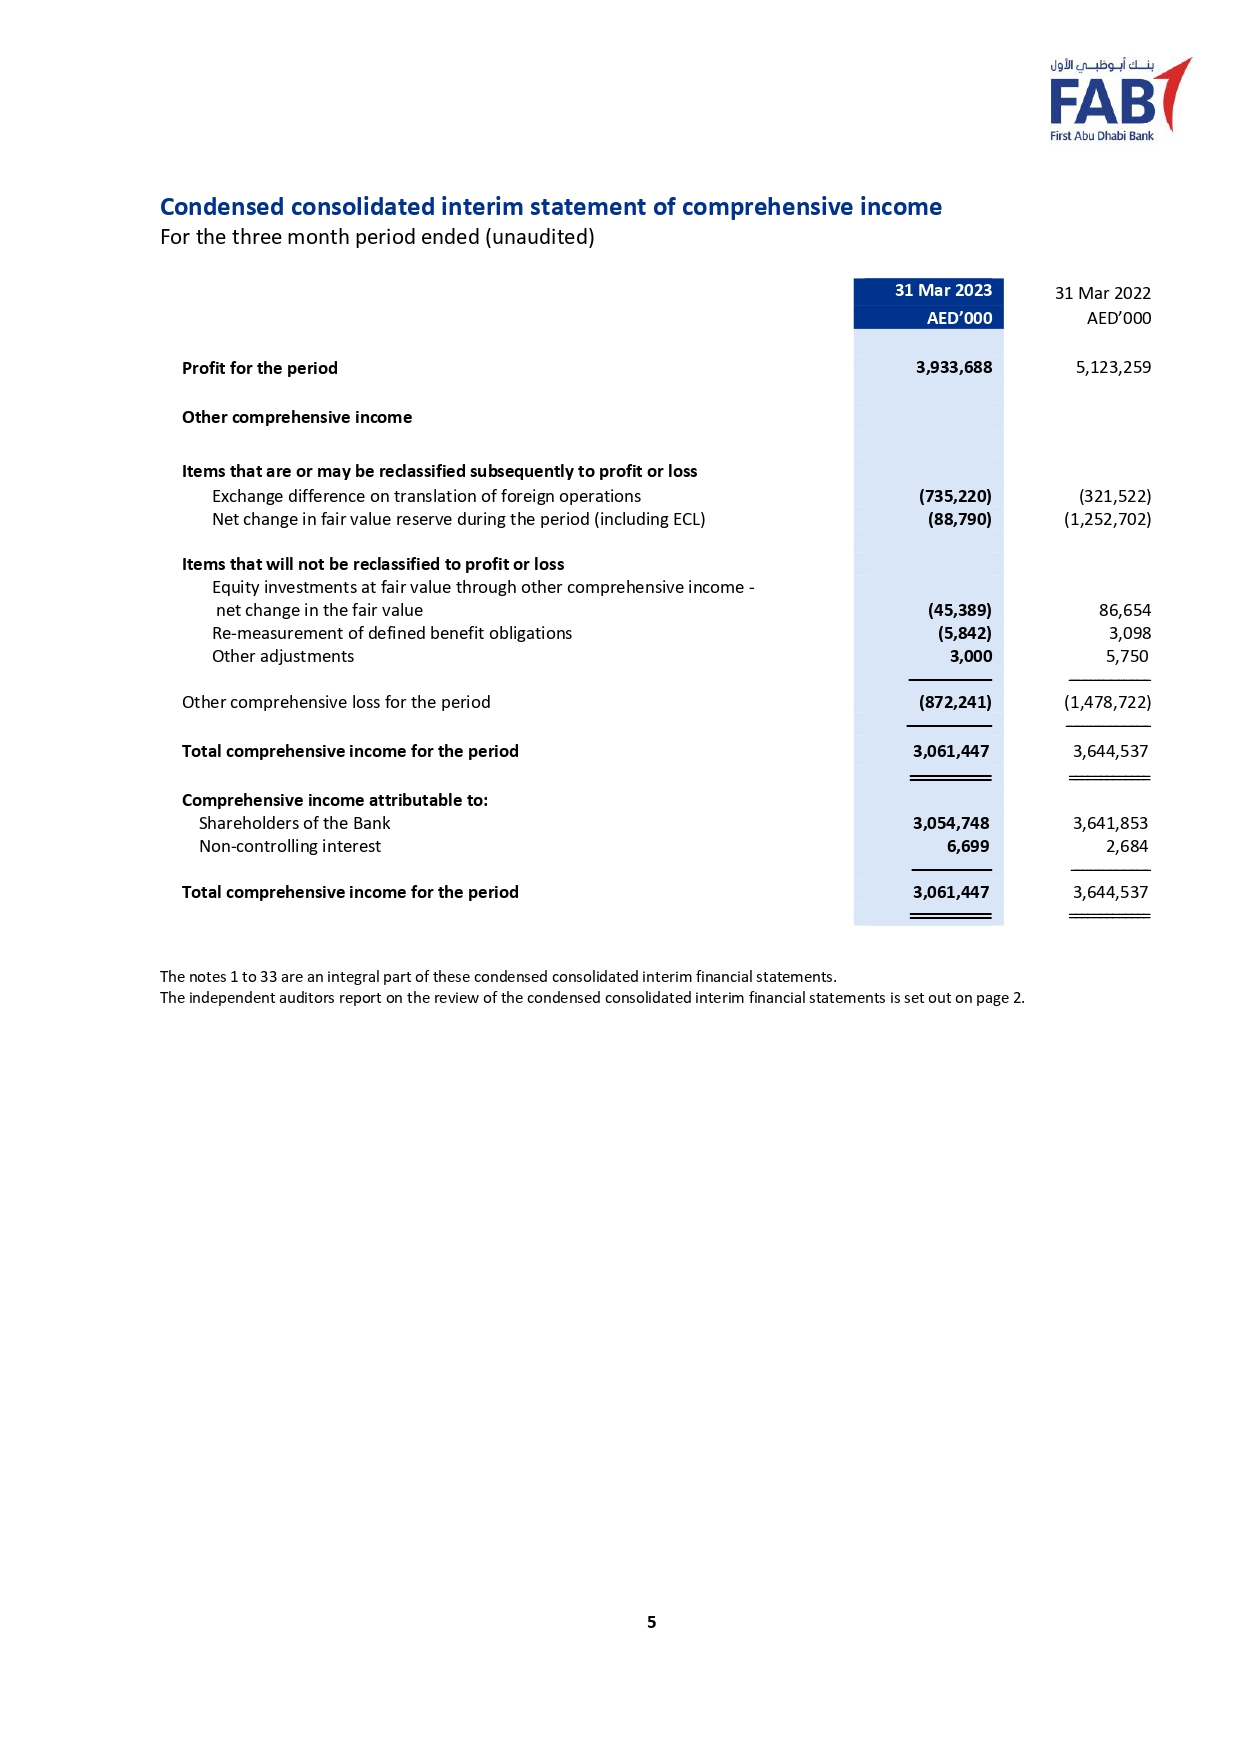 بنك أبوظبي الأول
FAB
First Abu Dhabi Bank
Condensed consolidated interim statement of comprehensive income
For the three month period ended (unaudited)
31 Mar 2023 31 Mar 2022
AED’000 AED’000
Profit for the period 3,933,688 5,123,259
Other comprehensive income
Items that are or may be reclassified subsequently to profit or loss
Exchange difference on translation of foreign operations (735,220) (321,522)
Net change in fair value reserve during the period (including ECL) (88,790) (1,252,702)
Items that will not be reclassified to profit or loss
Equity investments at fair value through other comprehensive income -
net change in the fair value (45,389) 86,654
Re-measurement of defined benefit obligations (5,842) 3,098
Other adjustments 3,000 5,750
Other comprehensive loss for the period (872,241) (1,478,722)
Total comprehensive income for the period 3,061,447 3,644,537
Comprehensive income attributable to:
Shareholders of the Bank 3,054,748 3,641,853
Non-controlling interest 6,699 2,684
Total comprehensive income for the period 3,061,447 3,644,537
The notes 1 to 33 are an integral part of these condensed consolidated interim financial statements.
The independent auditors report on the review of the condensed consolidated interim financial statements is set out on page 2.
5